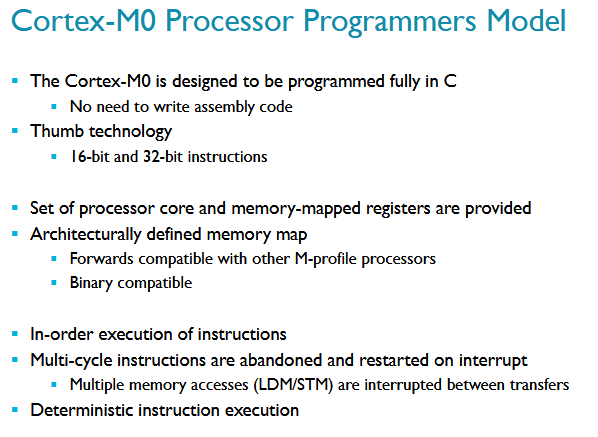 Cortex-M0 Processor Programmers Model
The Cortex-M0 is designed to be programmed fully in C
No need to write assembly code
Thumb technology
16-bit and 32-bit instructions
Set of processor core and memory-mapped registers are provided
Architecturally defined memory map
Forwards compatible with other M-profile processors
Binary compatible
In-order execution of instructions
Multi-cycle instructions are abandoned and restarted on interrupt
Multiple memory accesses (LDM/STM) are interrupted between transfers
Deterministic instruction execution